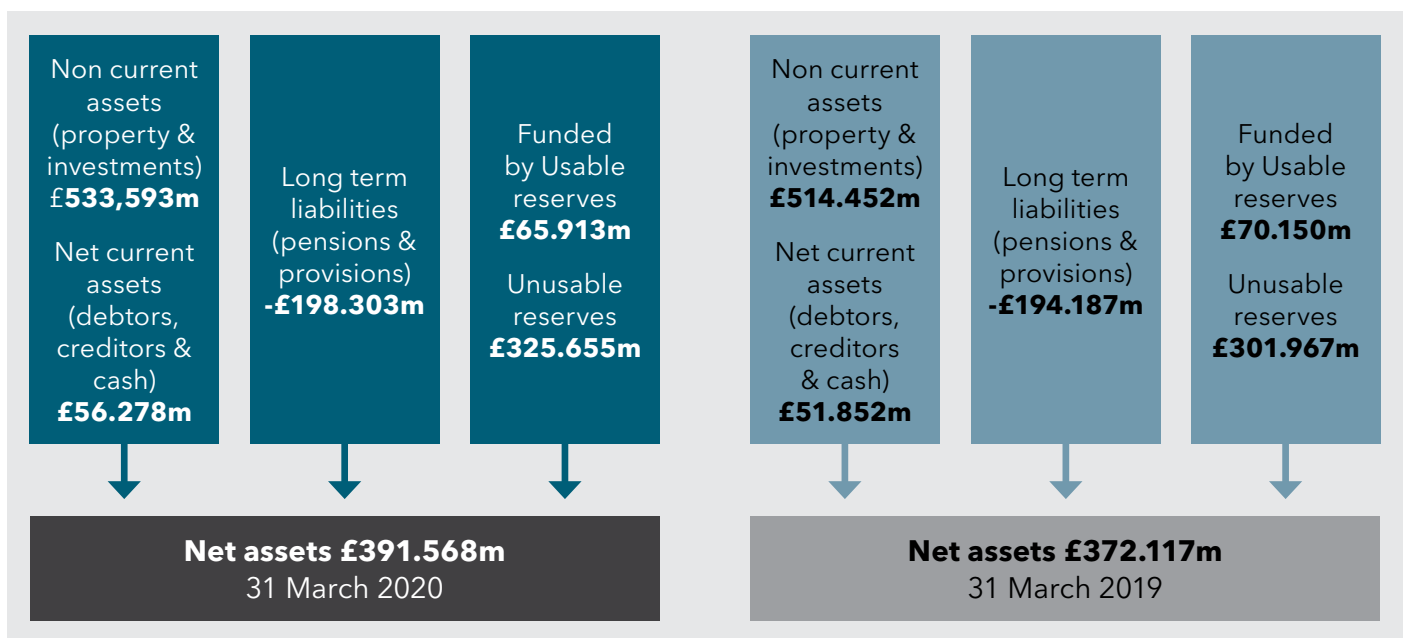 Non current
assets
(property &
investments)
£533,593m
Net current
assets
(debtors,
creditors &
cash)
£56.278m
Long term
liabilities
(pensions &
provisions)
-£198.303m
Funded
by Usable
reserves
£65.913m
Unusable
reserves
£325.655m
Net assets £391.568m
31 March 2020
Non current
assets
(property &
investments)
£514.452m
Net current
assets
(debtors,
creditors
& cash)
£51.852m
Long term
liabilities
(pensions &
provisions)
-£194.187m
Funded
by Usable
reserves
£70.150m
Unusable
reserves
£301.967m
Net assets £372.117m
31 March 2019